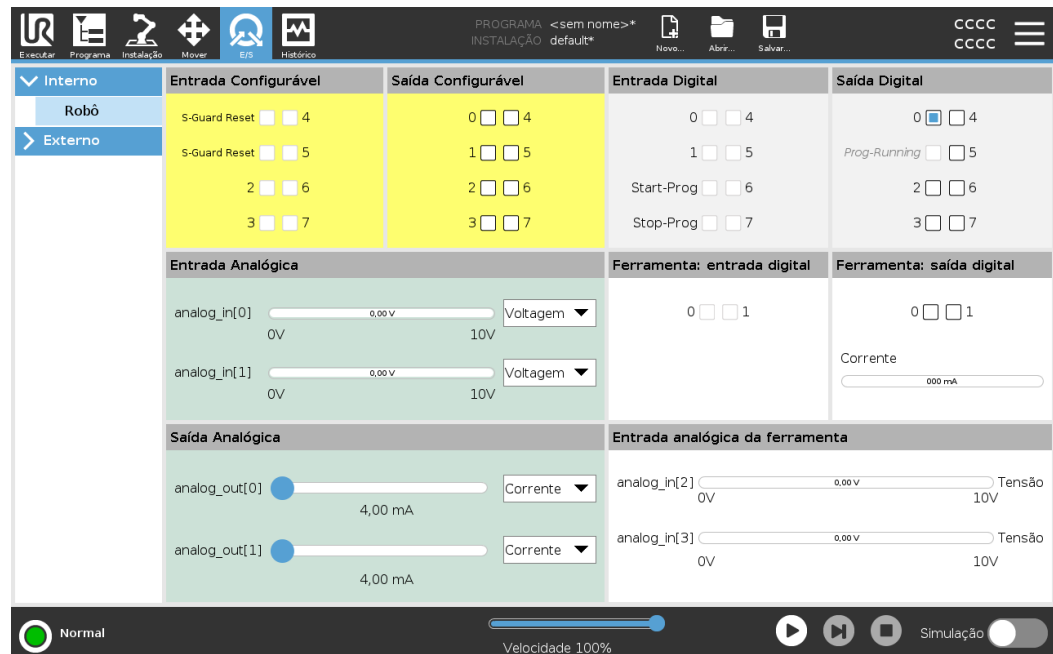 UR
PROGRAMA <sem nome>*
INSTALAÇÃO default*
CCCC
CCCC
Executar Programa Instalação Mover E/S Histórico Novo... Abrir... Salvar...
Interno
Robô
Externo
Entrada Configurável
S-Guard Reset 4
S-Guard Reset 5
2 6
3 7
Saída Configurável
0 4
1 5
2 6
3 7
Entrada Digital
0 4
1 5
Start-Prog 6
Stop-Prog 7
Saída Digital
0 4
Prog-Running 5
2 6
3 7
Entrada Analógica
analog_in[0] 0,00 V Voltagem
0V 10V
analog_in[1] 0,00 V Voltagem
0V 10V
Ferramenta: entrada digital
0 1
Ferramenta: saída digital
0 1
Corrente
000 mA
Saída Analógica
analog_out[0] Corrente
4,00 mA
analog_out[1] Corrente
4,00 mA
Entrada analógica da ferramenta
analog_in[2] 0,00 V Tensão
0V 10V
analog_in[3] 0,00 V Tensão
0V 10V
Normal
Velocidade 100%
Simulação